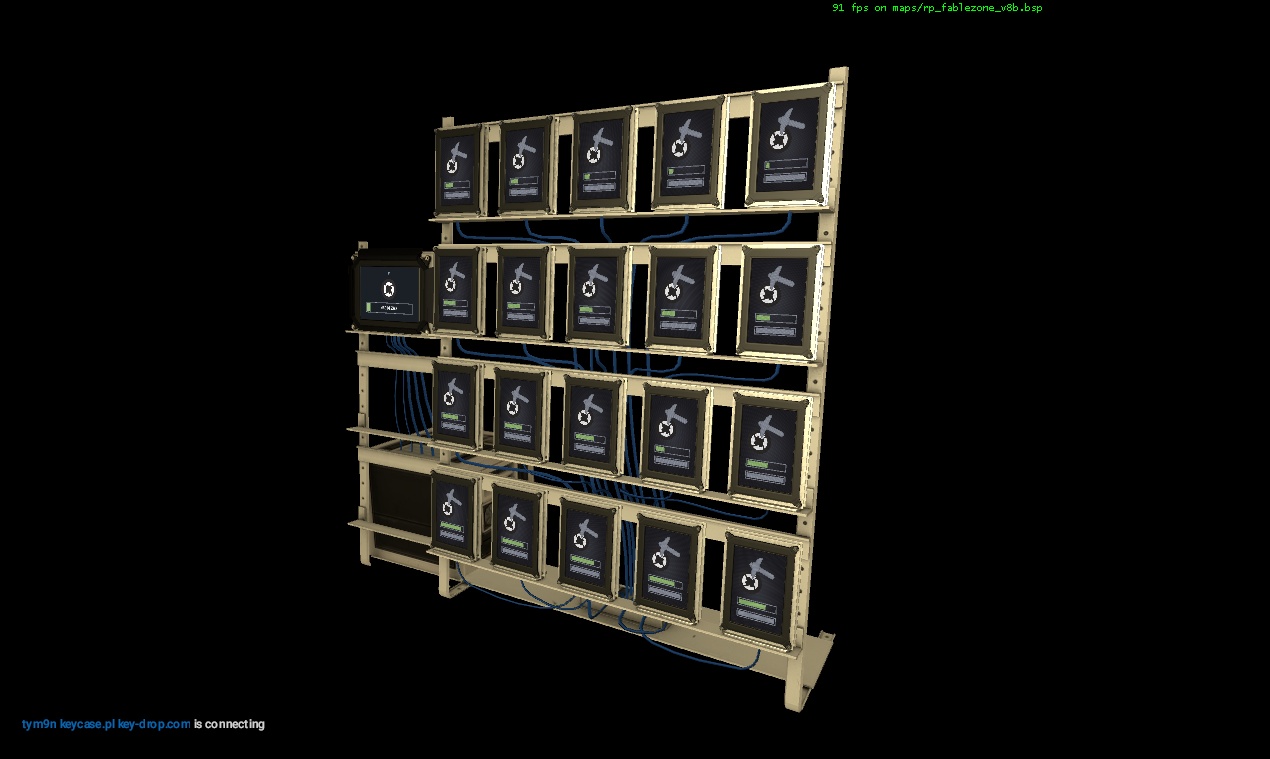 91 fps on maps/rp_fablezone_v8b.bsp
tym9n keycase.pl key-drop.com is connecting